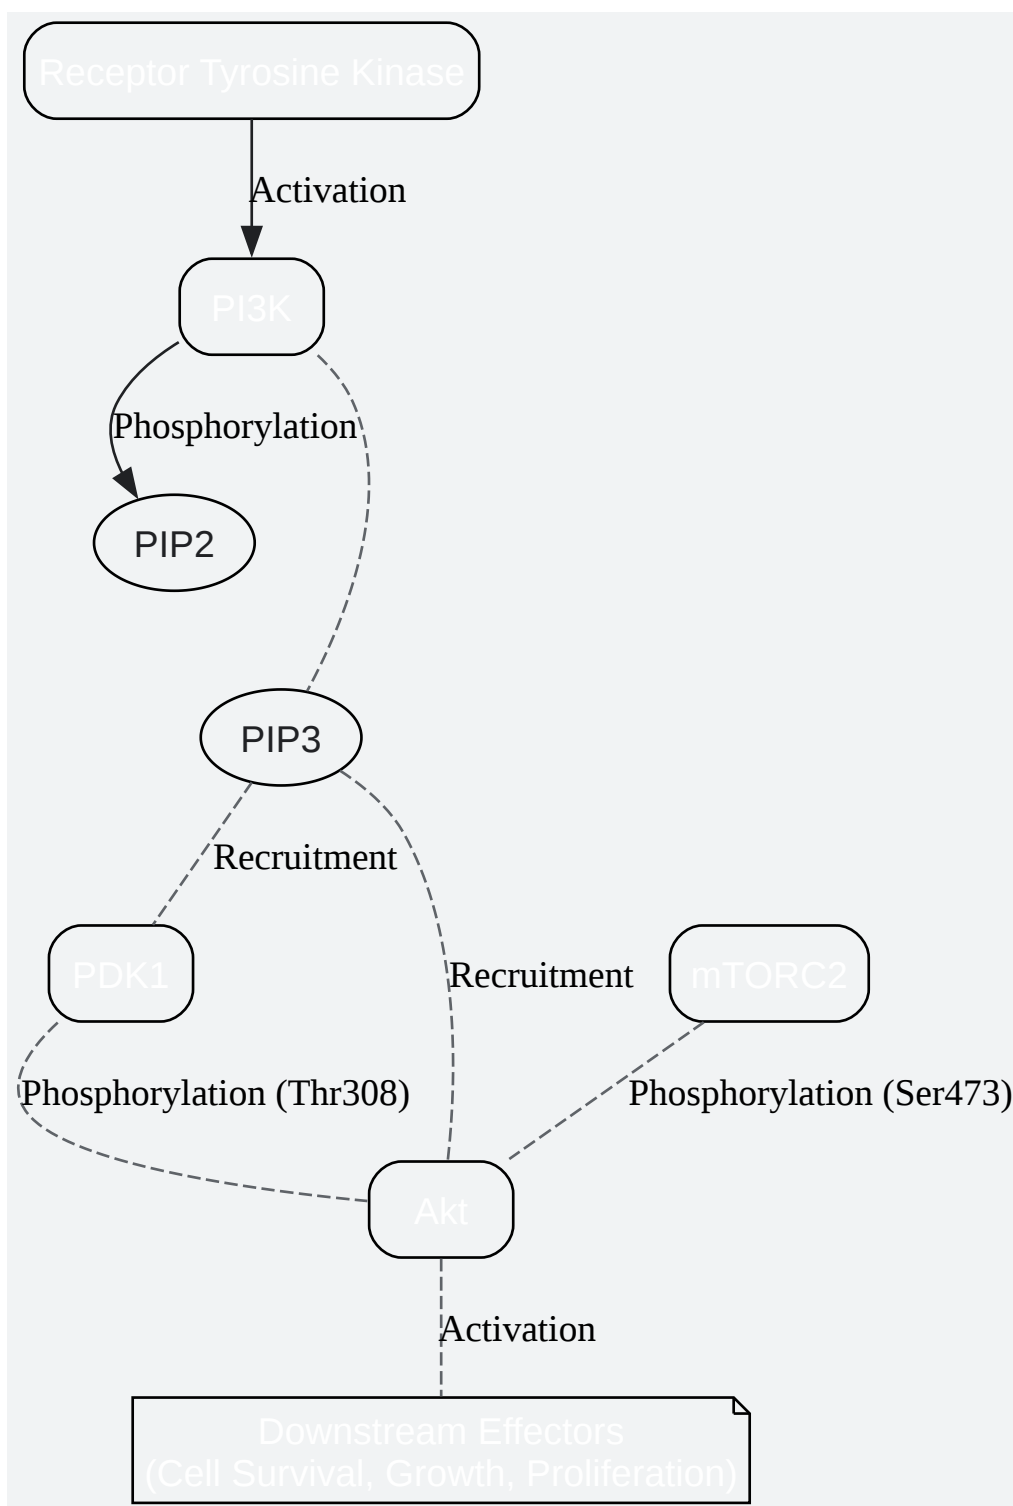 Receptor Tyrosine Kinase
Activation
PI3K
Phosphorylation
PIP2
PIP3
Recruitment
PDK1
Recruitment
mTORC2
Phosphorylation (Thr308)
Phosphorylation (Ser473)
Akt
Activation
Downstream Effectors
(Cell Survival, Growth, Proliferation)